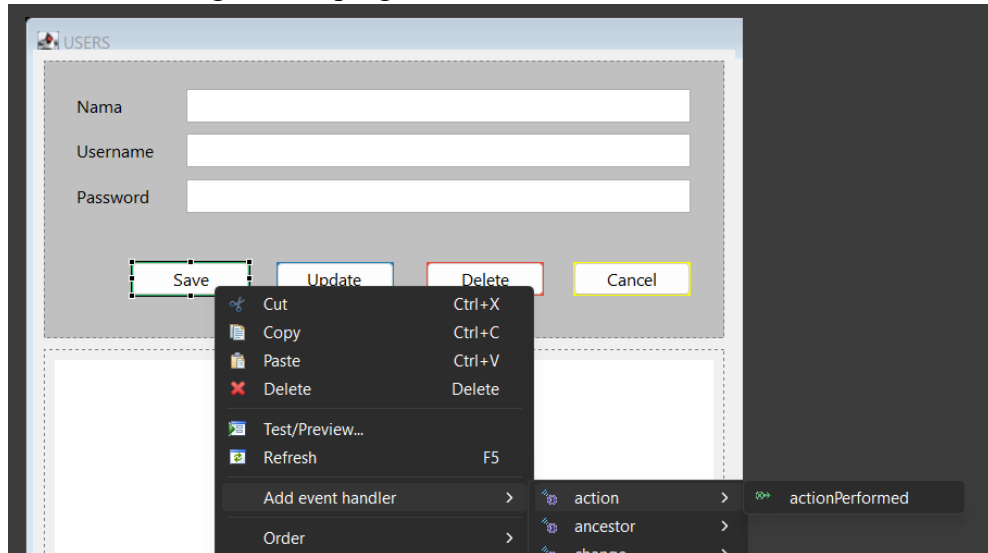 USERS
Nama
Username
Password
Save Update Delete Cancel
Cut Ctrl+X
Copy Ctrl+C
Paste Ctrl+V
Delete Delete
Test/Preview...
Refresh F5
Add event handler action actionPerformed
ancestor
Order